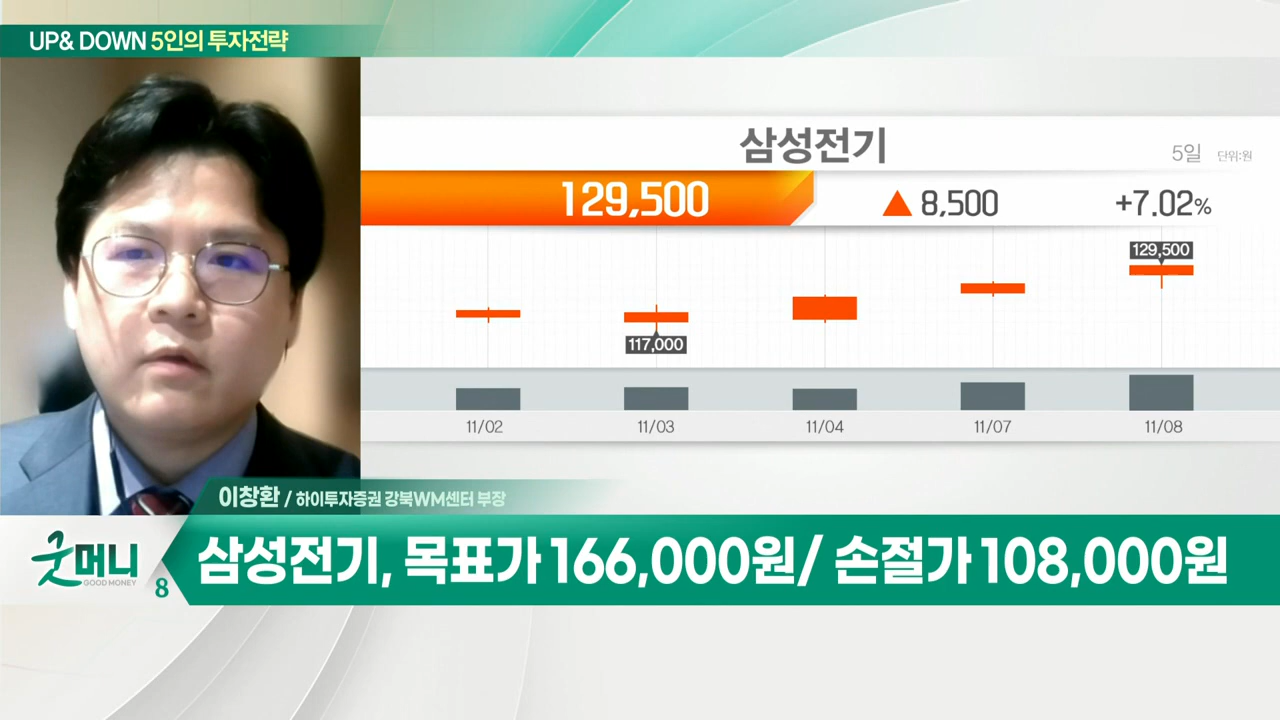 UP& DOWN 5인의 투자전략
삼성전기
5일 단위:원
129,500 ▲ 8,500 +7.02%
129,500
117,000
11/02 11/03 11/04 11/07 11/08
이창환 / 하이투자증권 강북WM센터 부장
굿머니
GOOD MONEY
8
삼성전기, 목표가 166,000원/ 손절가 108,000원